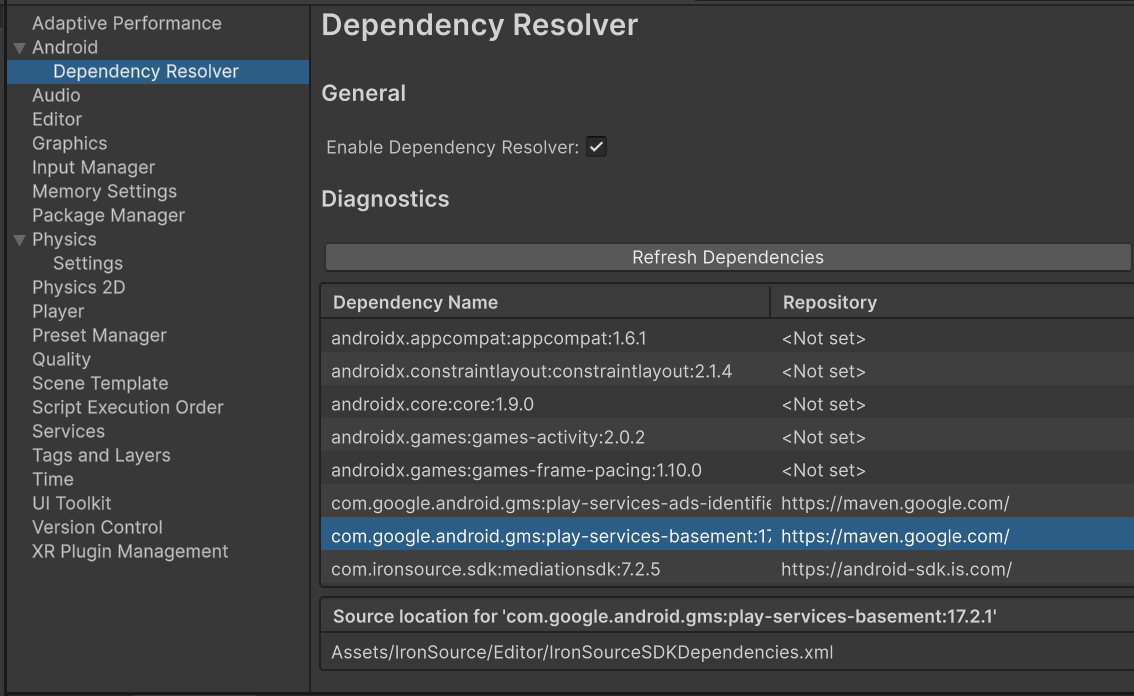 Adaptive Performance
Android
Dependency Resolver
Audio
Editor
Graphics
Input Manager
Memory Settings
Package Manager
Physics
Settings
Physics 2D
Player
Preset Manager
Quality
Scene Template
Script Execution Order
Services
Tags and Layers
Time
UI Toolkit
Version Control
XR Plugin Management
Dependency Resolver
General
Enable Dependency Resolver:
Diagnostics
Refresh Dependencies
Dependency Name Repository
androidx.appcompat:appcompat:1.6.1 <Not set>
androidx.constraintlayout:constraintlayout:2.1.4 <Not set>
androidx.core:core:1.9.0 <Not set>
androidx.games:games-activity:2.0.2 <Not set>
androidx.games:games-frame-pacing:1.10.0 <Not set>
com.google.android.gms:play-services-ads-identifie https://maven.google.com/
com.google.android.gms:play-services-basement:17 https://maven.google.com/
com.ironsource.sdk:mediationsdk:7.2.5 https://android-sdk.is.com/
Source location for 'com.google.android.gms:play-services-basement:17.2.1'
Assets/IronSource/Editor/IronSourceSDKDependencies.xml